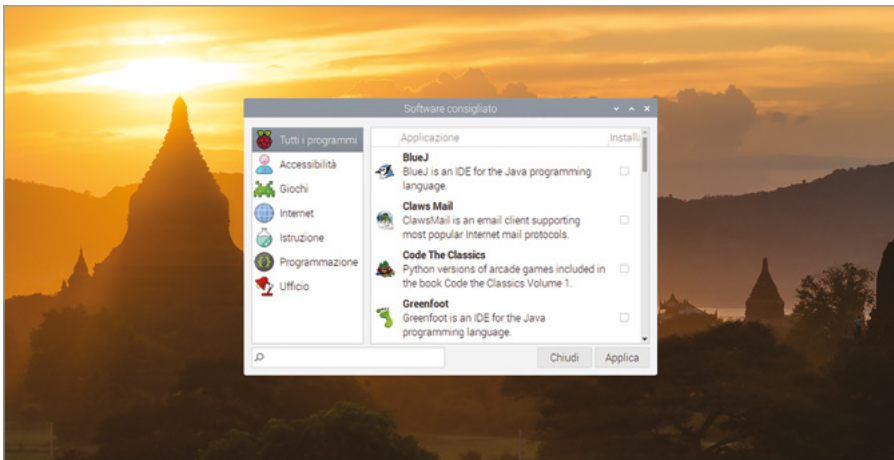 Software consigliato
Tutti i programmi
Accessibilità
Giochi
Internet
Istruzione
Programmazione
Ufficio
Applicazione
BlueJ
BlueJ is an IDE for the Java programming
language.
Claws Mail
ClawsMail is an email client supporting
most popular Internet mail protocols.
Code The Classics
Python versions of arcade games included in
the book Code the Classics Volume 1.
Greenfoot
Greenfoot is an IDE for the Java
programming language.
Chiudi Applica